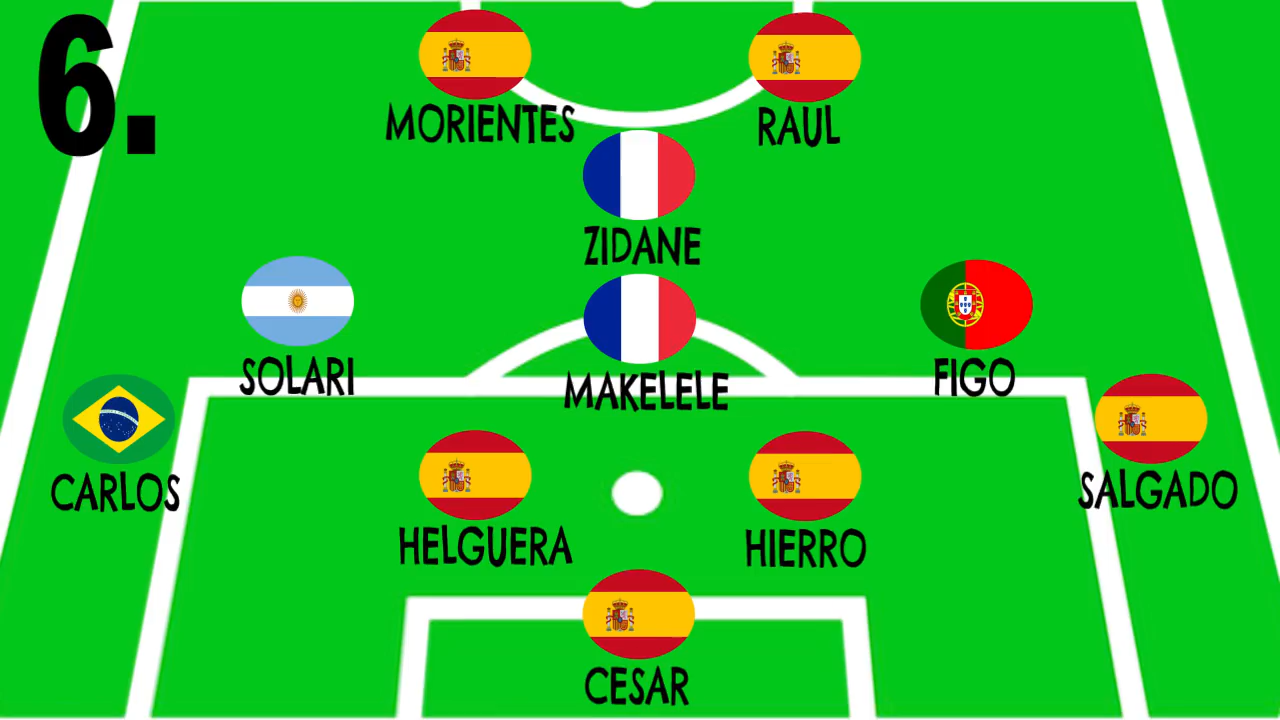 6.
MORIENTES
RAUL
ZIDANE
SOLARI
MAKELELE
FIGO
CARLOS
SALGADO
HELGUERA
HIERRO
CESAR